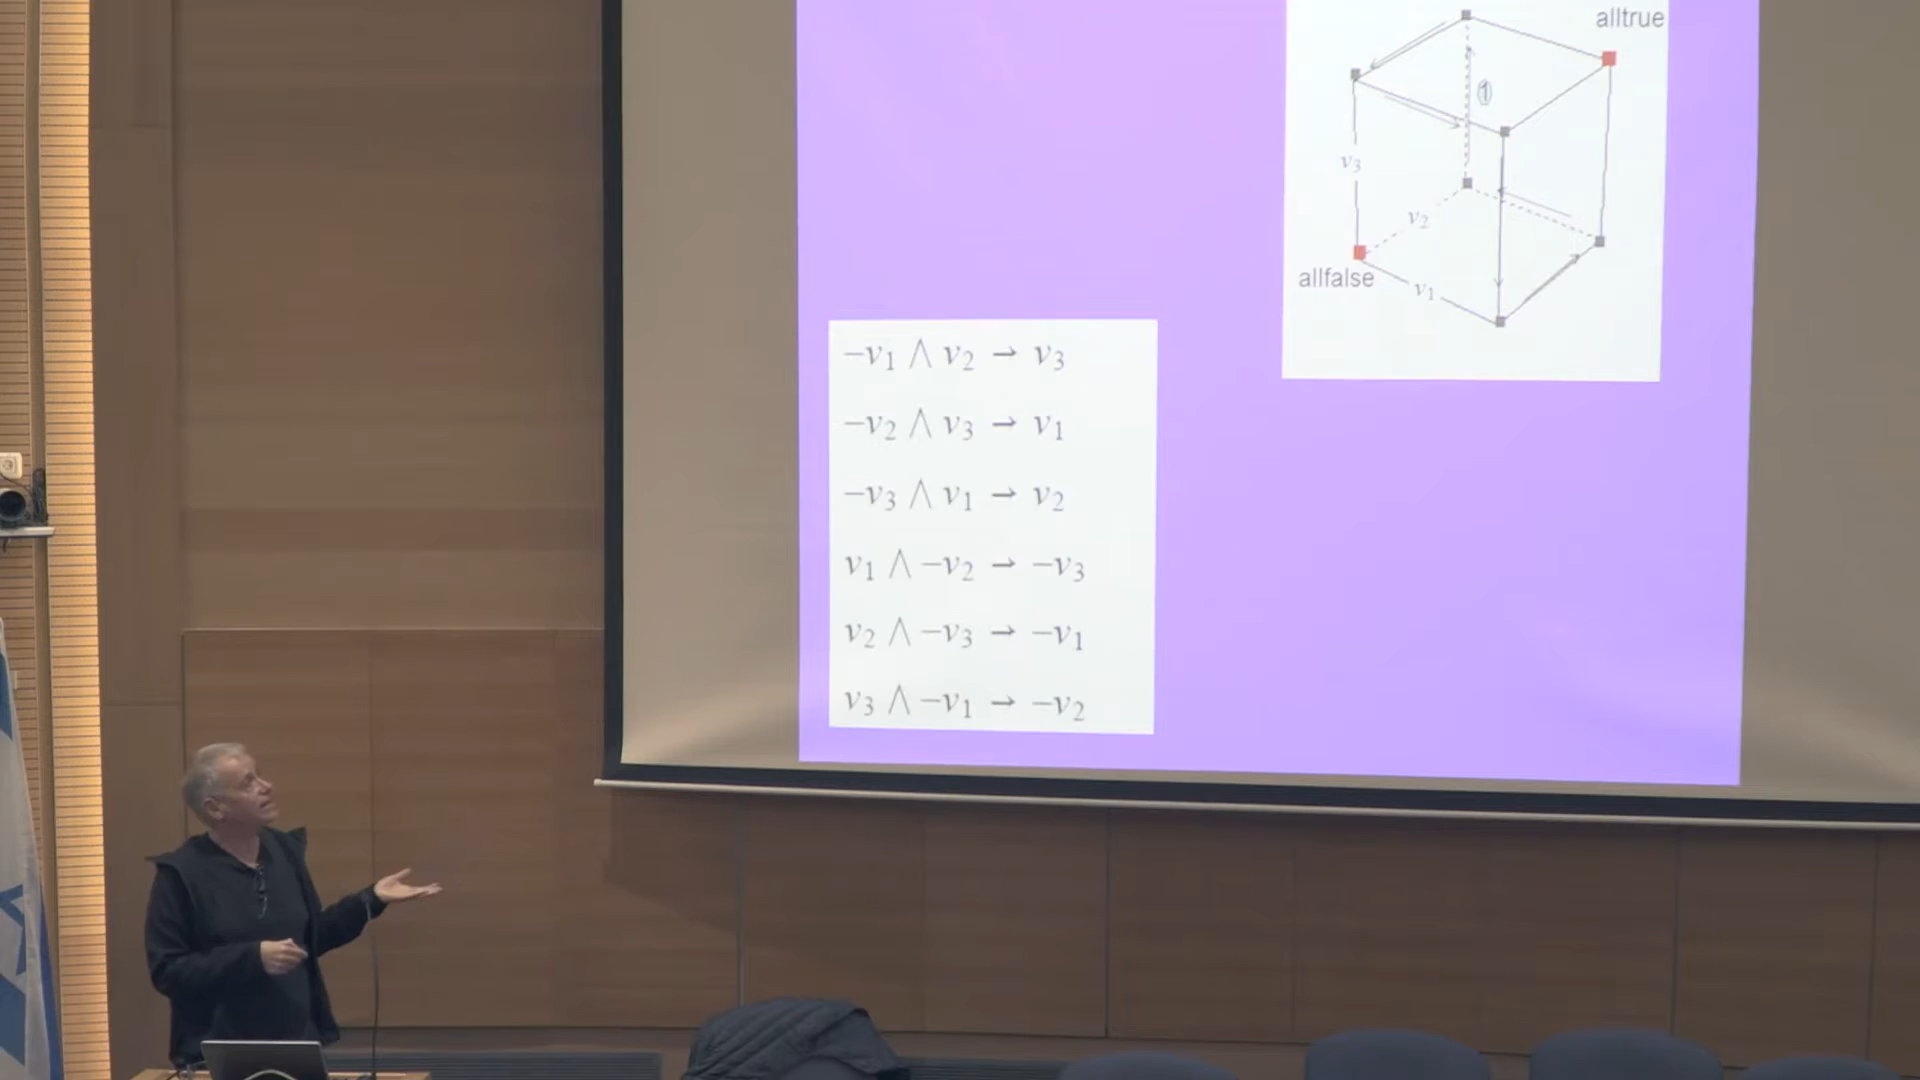 alltrue
①
v₃
v₂
allfalse
v₁
−v₁ ⋀ v₂ → v₃
−v₂ ⋀ v₃ → v₁
−v₃ ⋀ v₁ → v₂
v₁ ⋀ −v₂ → −v₃
v₂ ⋀ −v₃ → −v₁
v₃ ⋀ −v₁ → −v₂